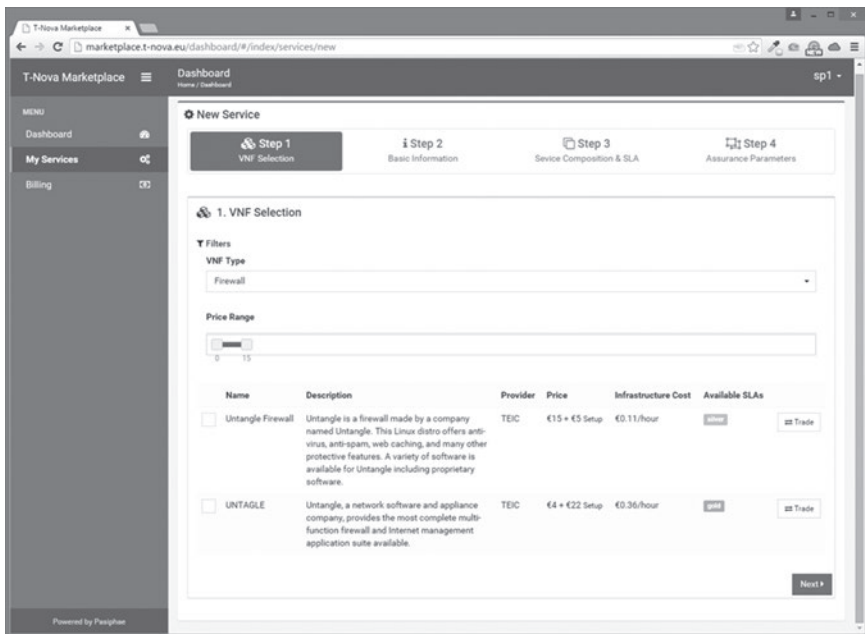 T-Nova Marketplace
marketplace.t-nova.eu/dashboard/#/index/services/new
T-Nova Marketplace
Dashboard
Home / Dashboard
sp1
MENU
Dashboard
My Services
Billing
New Service
Step 1
VNF Selection
Step 2
Basic Information
Step 3
Sevice Composition & SLA
Step 4
Assurance Parameters
1. VNF Selection
Filters
VNF Type
Firewall
Price Range
0 15
Name Description Provider Price Infrastructure Cost Available SLAs
Untangle Firewall
Untangle is a firewall made by a company
named Untangle. This Linux distro offers anti-
virus, anti-spam, web caching, and many other
protective features. A variety of software is
available for Untangle including proprietary
software.
TEIC €15 + €5 Setup €0.11/hour silver Trade
UNTAGLE
Untangle, a network software and appliance
company, provides the most complete multi-
function firewall and Internet management
application suite available.
TEIC €4 + €22 Setup €0.36/hour gold Trade
Next
Powered by Pasiphae